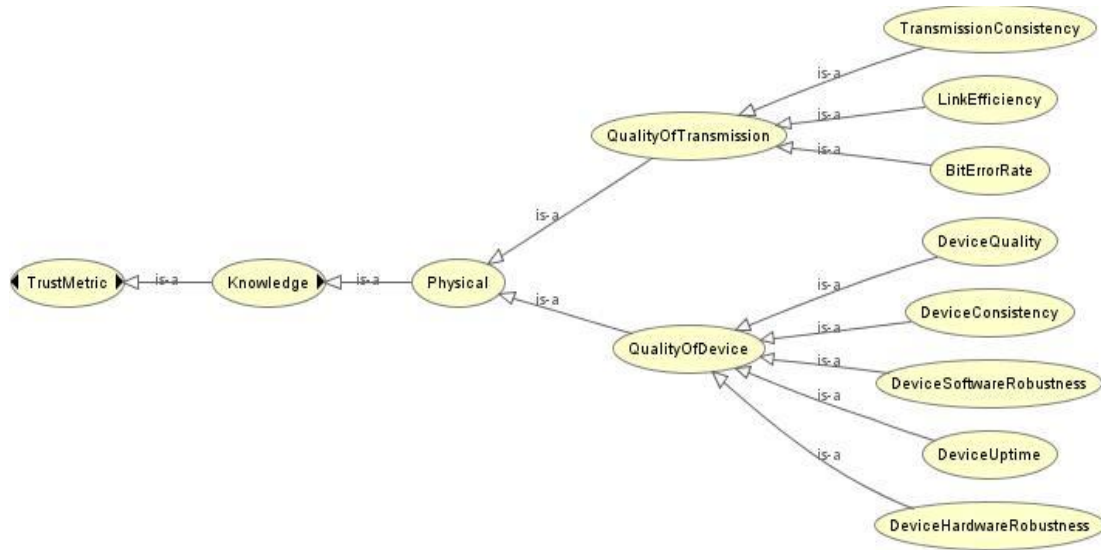 TransmissionConsistency
is-a
LinkEfficiency
is-a
QualityOfTransmission
is-a
BitErrorRate
is-a
DeviceQuality
is-a
TrustMetric
is-a
Knowledge
is-a
Physical
is-a
DeviceConsistency
is-a
QualityOfDevice
is-a
DeviceSoftwareRobustness
is-a
DeviceUptime
is-a
DeviceHardwareRobustness